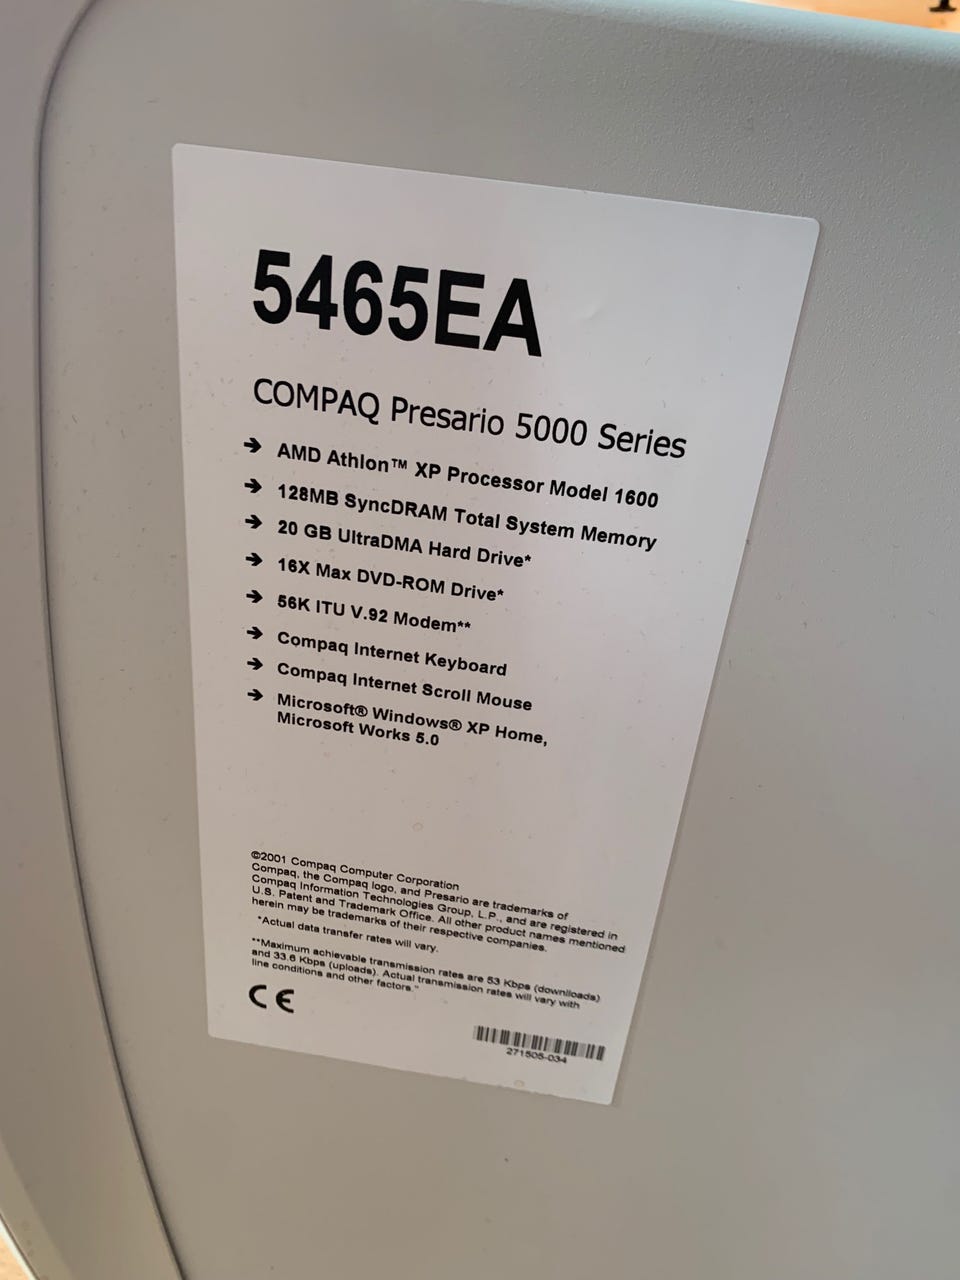 5465EA
COMPAQ Presario 5000 Series
→ AMD Athlon™ XP Processor Model 1600
→ 128MB SyncDRAM Total System Memory
→ 20 GB UltraDMA Hard Drive*
→ 16X Max DVD-ROM Drive*
→ 56K ITU V.92 Modem**
→ Compaq Internet Keyboard
→ Compaq Internet Scroll Mouse
→ Microsoft® Windows® XP Home,
Microsoft Works 5.0
©2001 Compaq Computer Corporation
Compaq, the Compaq logo, and Presario are trademarks of
Compaq Information Technologies Group, L.P., and are registered in
U.S. Patent and Trademark Office. All other product names mentioned
herein may be trademarks of their respective companies.
*Actual data transfer rates will vary.
**Maximum achievable transmission rates are 53 Kbps (downlloads)
and 33.6 Kbps (uploads). Actual transmission rates will vary with
line conditions and other factors."
CE
271505-034